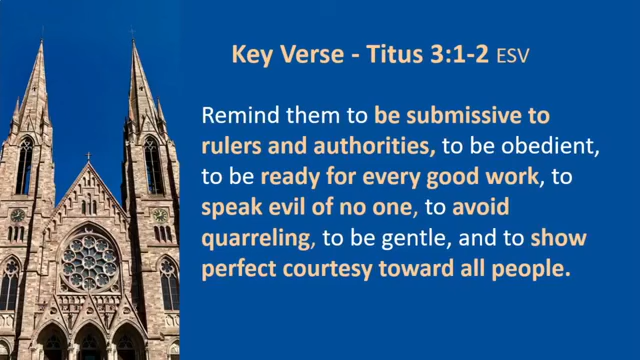 Key Verse - Titus 3:1-2 ESV
Remind them to be submissive to
rulers and authorities, to be obedient,
to be ready for every good work, to
speak evil of no one, to avoid
quarreling, to be gentle, and to show
perfect courtesy toward all people.